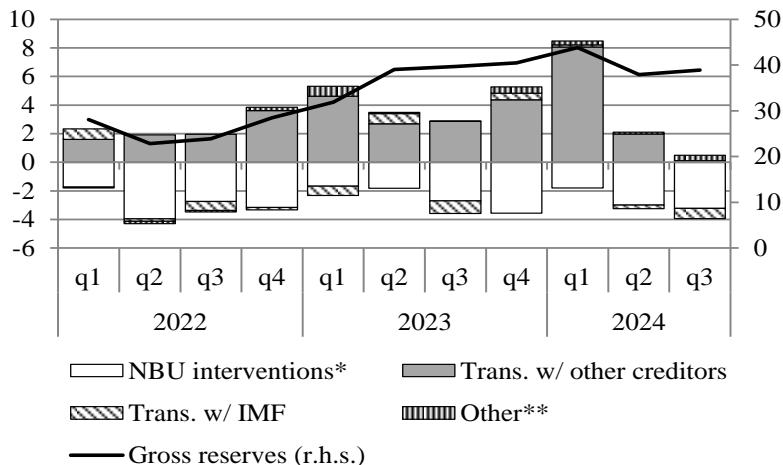 10 50
8
6 40
4 30
2
0 20
-2
-4 10
-6 0
q1 q2 q3 q4 q1 q2 q3 q4 q1 q2 q3
2022 2023 2024
NBU interventions* Trans. w/ other creditors
Trans. w/ IMF Other**
Gross reserves (r.h.s.)